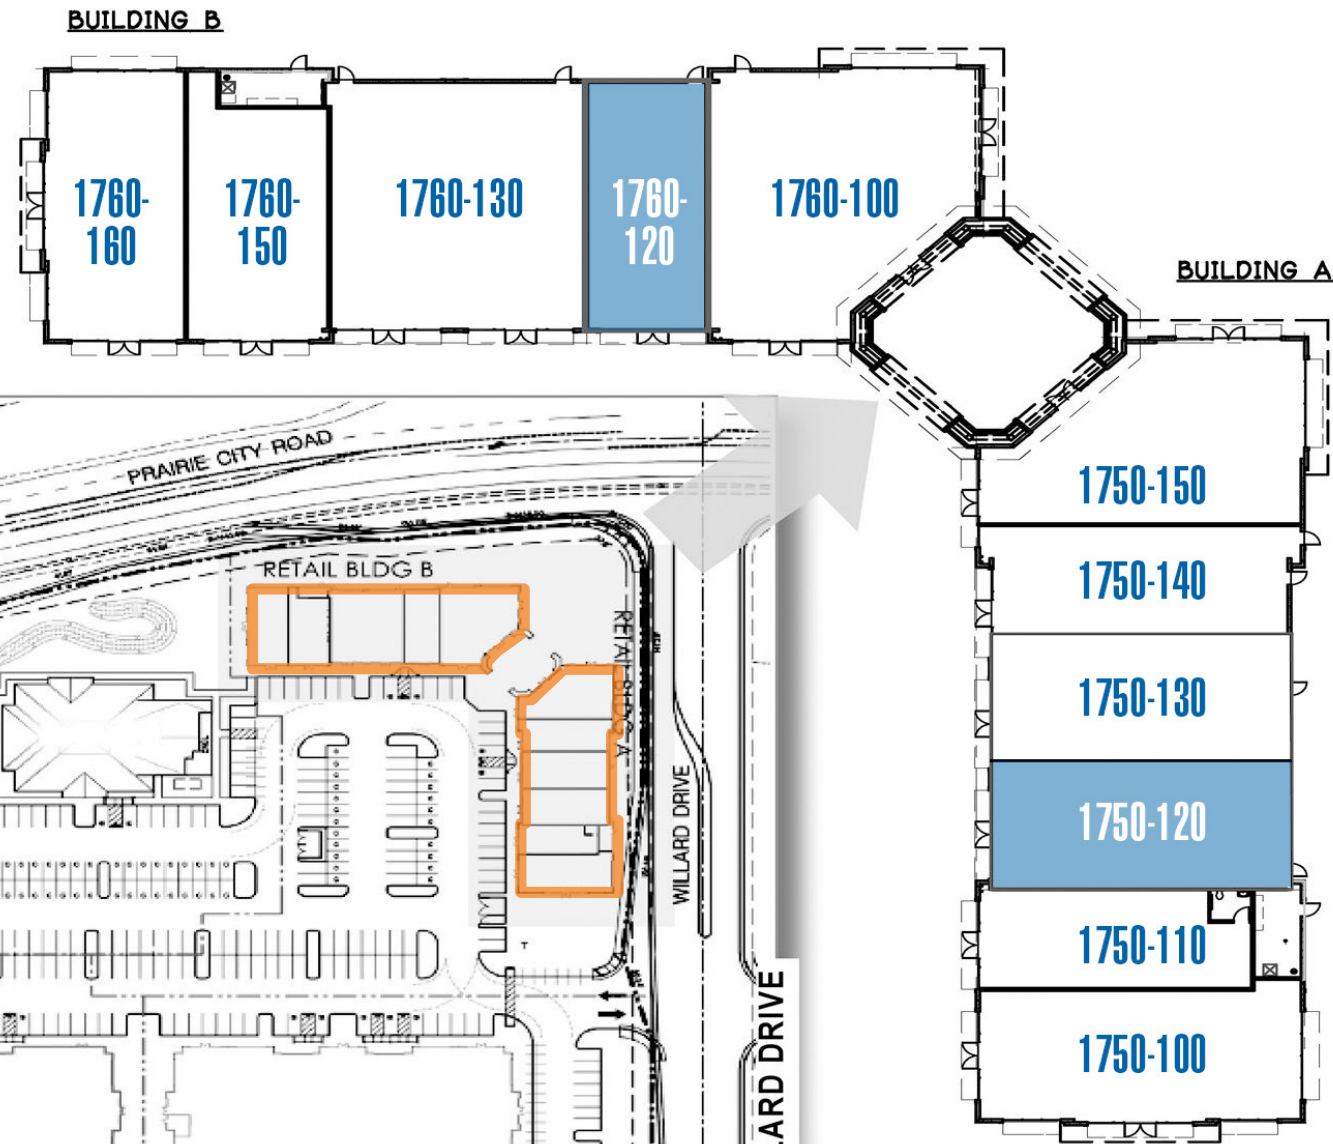 BUILDING B
1760-
160
1760-
150
1760-130
1760-
120
1760-100
BUILDING A
1750-150
1750-140
1750-130
1750-120
1750-110
1750-100
PRAIRIE CITY ROAD
RETAIL BLDG B
RETAIL BLDG A
WILLARD DRIVE
LARD DRIVE
T